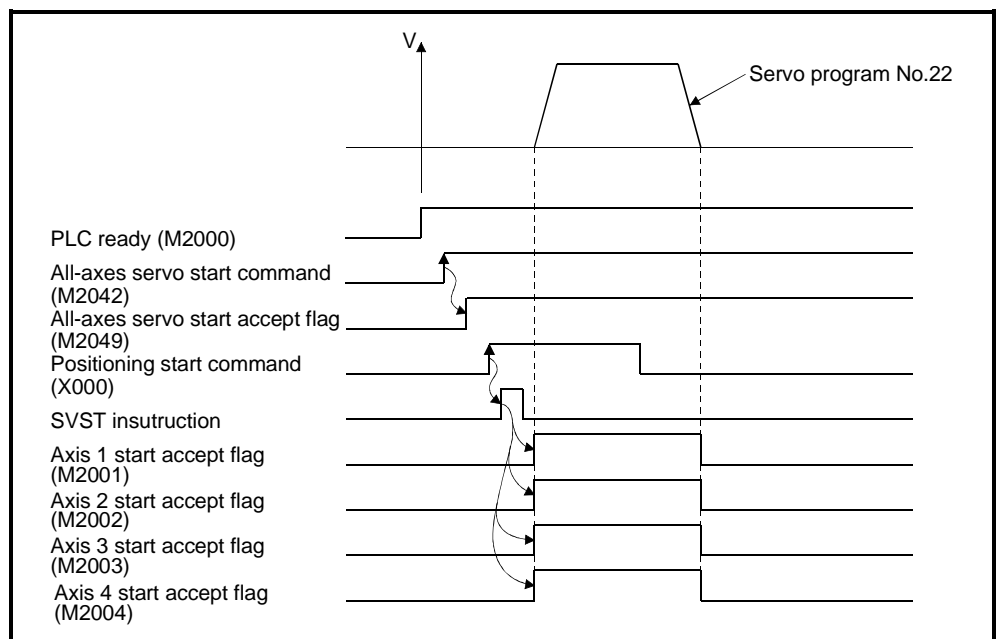 V
Servo program No.22
PLC ready (M2000)
All-axes servo start command
(M2042)
All-axes servo start accept flag
(M2049)
Positioning start command
(X000)
SVST insutruction
Axis 1 start accept flag
(M2001)
Axis 2 start accept flag
(M2002)
Axis 3 start accept flag
(M2003)
Axis 4 start accept flag
(M2004)